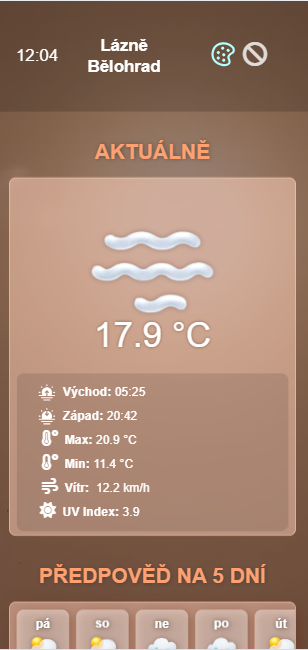 12:04
Lázně
Bělohrad
AKTUÁLNĚ
17.9 °C
Východ: 05:25
Západ: 20:42
Max: 20.9 °C
Min: 11.4 °C
Vítr: 12.2 km/h
UV Index: 3.9
PŘEDPOVĚĎ NA 5 DNÍ
pá so ne po út